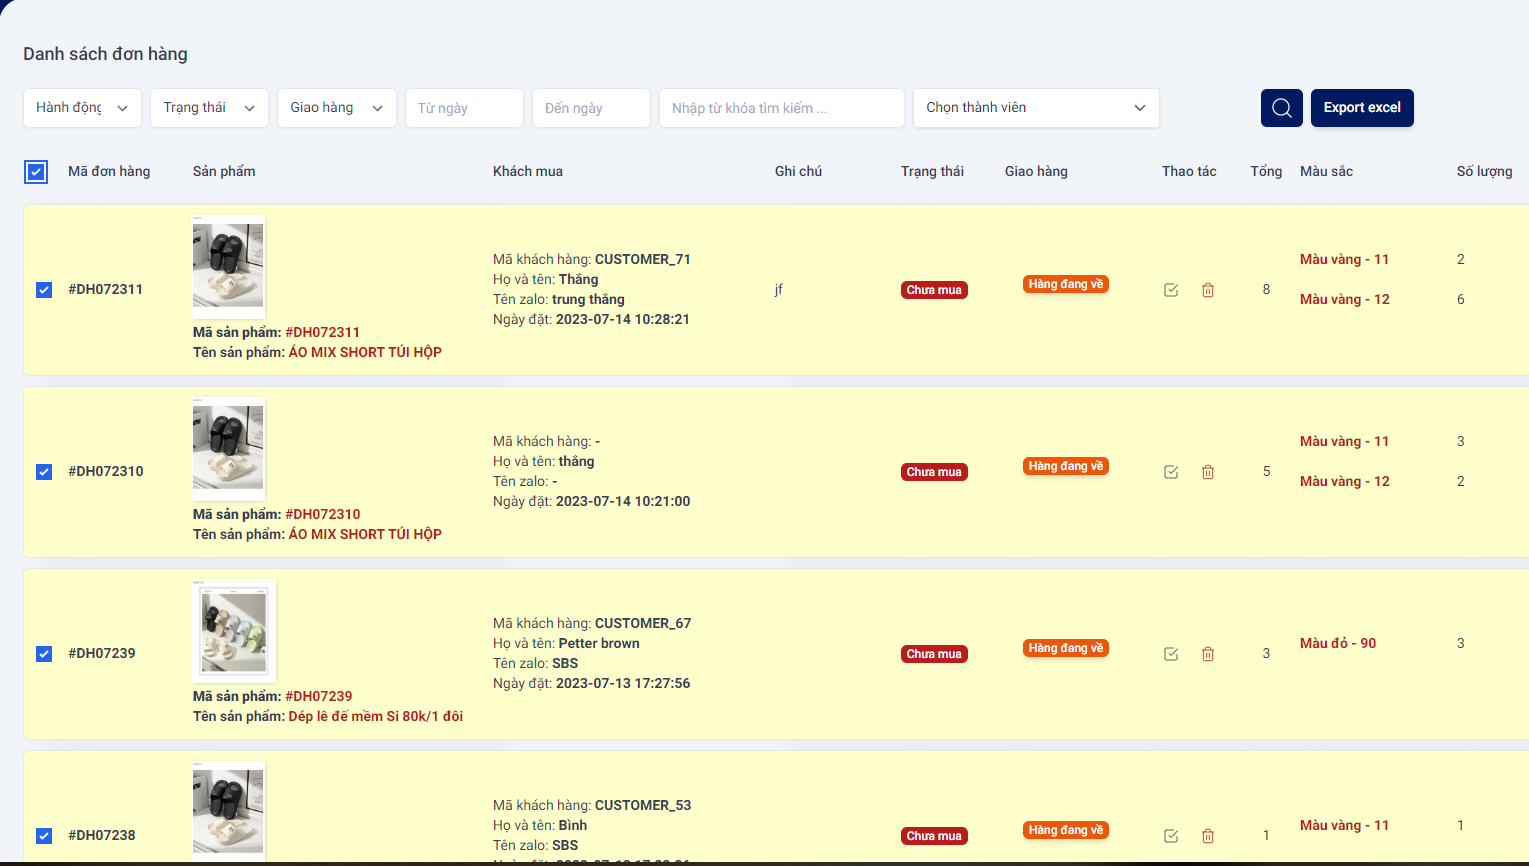 Danh sách đơn hàng
Hành động Trạng thái Giao hàng Từ ngày Đến ngày Nhập từ khóa tìm kiếm ... Chọn thành viên Export excel
Mã đơn hàng Sản phẩm Khách mua Ghi chú Trạng thái Giao hàng Thao tác Tổng Màu sắc Số lượng
#DH072311
Mã sản phẩm: #DH072311
Tên sản phẩm: ÁO MIX SHORT TÚI HỘP
Mã khách hàng: CUSTOMER_71
Họ và tên: Thắng
Tên zalo: trung thắng
Ngày đặt: 2023-07-14 10:28:21
jf
Chưa mua
Hàng đang về
8
Màu vàng - 11 2
Màu vàng - 12 6
#DH072310
Mã sản phẩm: #DH072310
Tên sản phẩm: ÁO MIX SHORT TÚI HỘP
Mã khách hàng: -
Họ và tên: thắng
Tên zalo: -
Ngày đặt: 2023-07-14 10:21:00
Chưa mua
Hàng đang về
5
Màu vàng - 11 3
Màu vàng - 12 2
#DH07239
Mã sản phẩm: #DH07239
Tên sản phẩm: Dép lê đế mềm Si 80k/1 đôi
Mã khách hàng: CUSTOMER_67
Họ và tên: Petter brown
Tên zalo: SBS
Ngày đặt: 2023-07-13 17:27:56
Chưa mua
Hàng đang về
3
Màu đỏ - 90 3
#DH07238
Mã khách hàng: CUSTOMER_53
Họ và tên: Bình
Tên zalo: SBS
Chưa mua
Hàng đang về
1
Màu vàng - 11 1